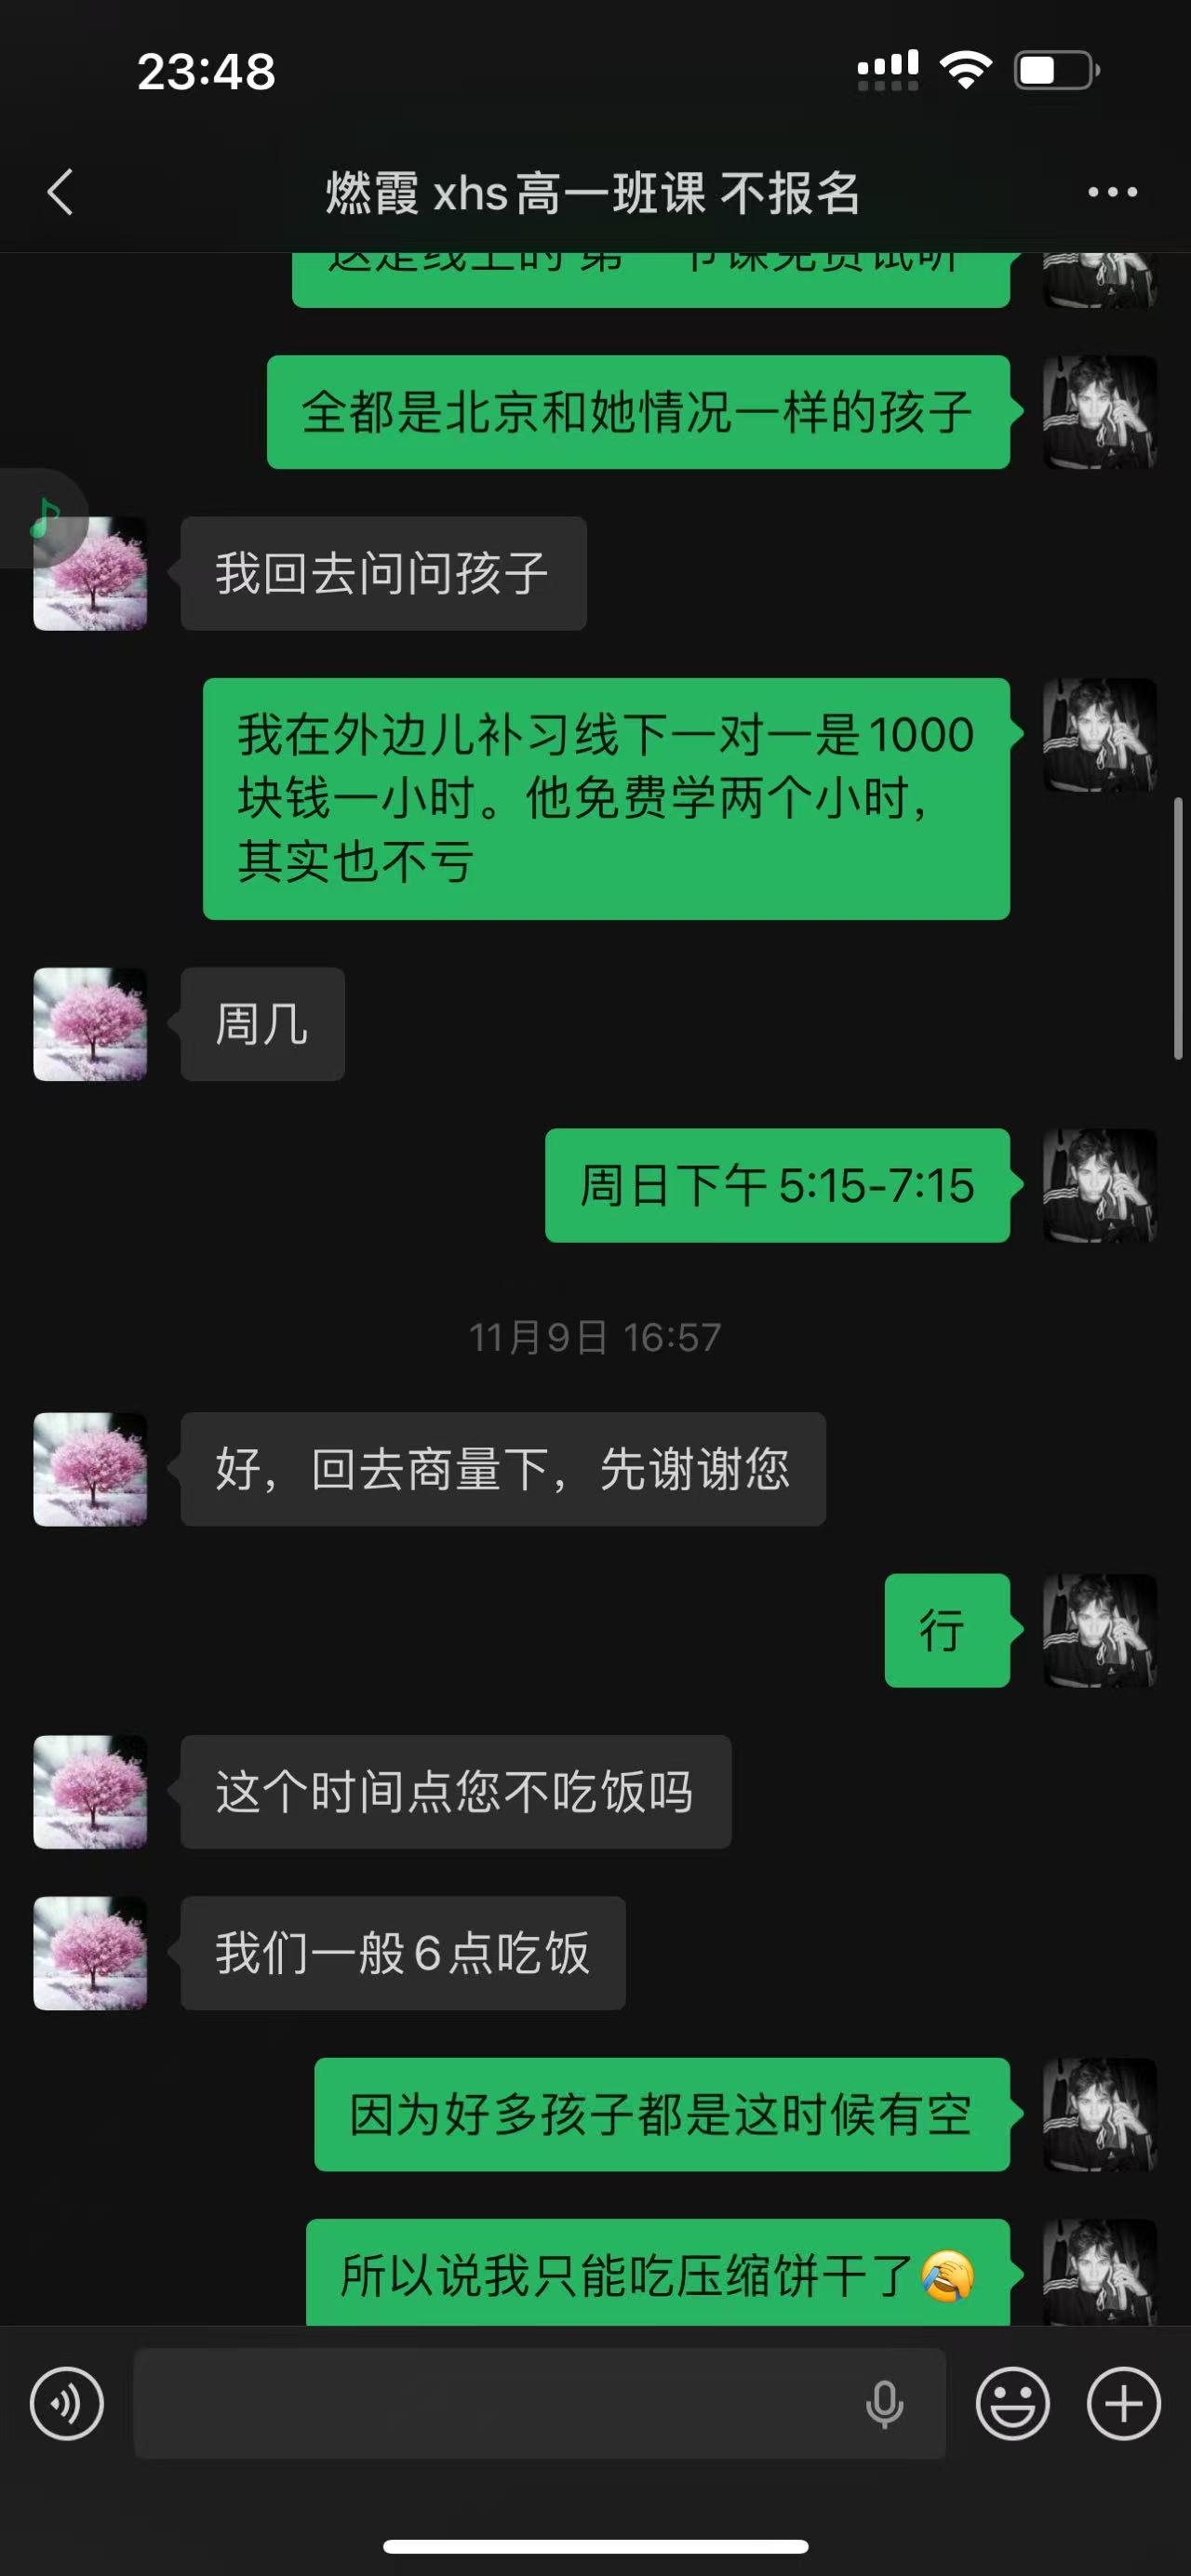 23:48
燃霞 xhs高一班课 不报名
全都是北京和她情况一样的孩子
我回去问问孩子
我在外边儿补习线下一对一是1000
块钱一小时。他免费学两个小时,
其实也不亏
周几
周日下午5:15-7:15
11月9日 16:57
好，回去商量下，先谢谢您
行
这个时间点您不吃饭吗
我们一般6点吃饭
因为好多孩子都是这时候有空
所以说我只能吃压缩饼干了🤦